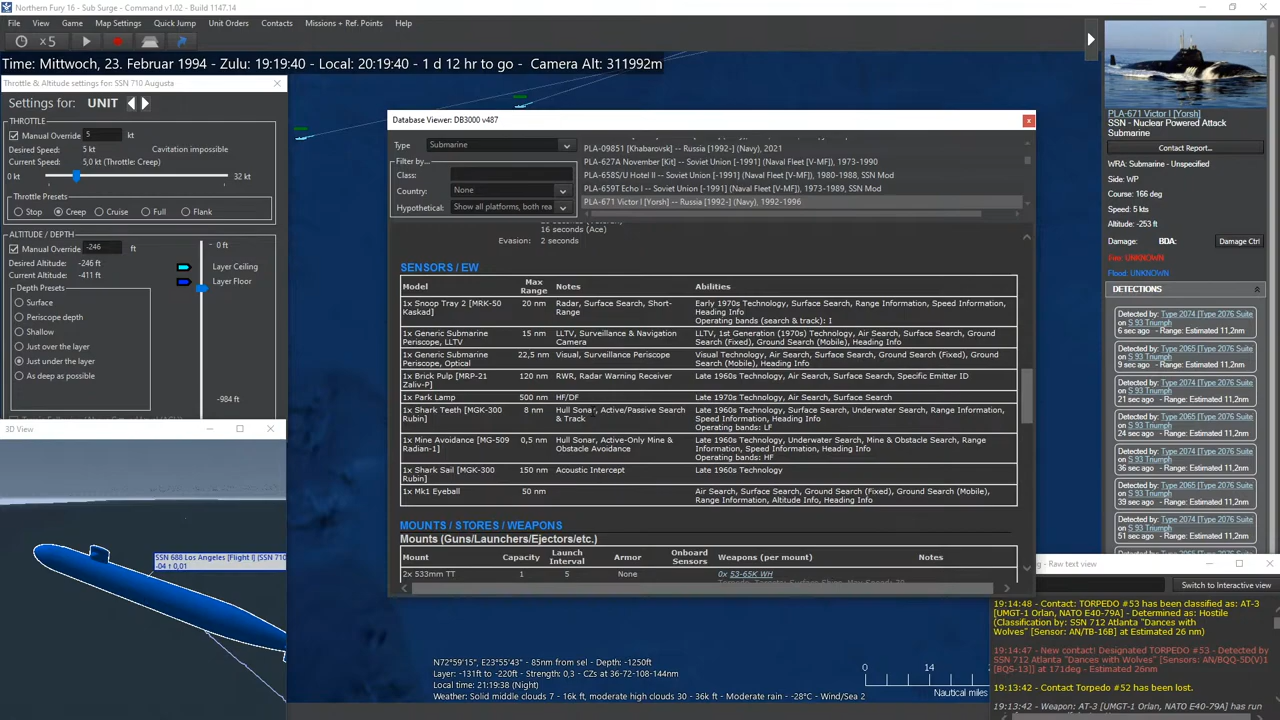 Northern Fury 16 - Sub Surge - Command v1.02 - Build 1147.14
File View Game Map Settings Quick Jump Unit Orders Contacts Missions + Ref. Points Help
x5
Time: Mittwoch, 23. Februar 1994 - Zulu: 19:19:40 - Local: 20:19:40 - 1 d 12 hr to go - Camera Alt: 311992m
Throttle & Altitude settings for: SSN 710 Augusta
Settings for: UNIT
THROTTLE
Manual Override 5 kt
Desired Speed: 5 kt Cavitation impossible
Current Speed: 5,0 kt (Throttle: Creep)
0 kt 32 kt
Throttle Presets
Stop Creep Cruise Full Flank
ALTITUDE / DEPTH
Manual Override -246 ft
Desired Altitude: -246 ft
Current Altitude: -411 ft
Depth Presets
Surface
Periscope depth
Shallow
Just over the layer
Just under the layer
As deep as possible
- 0 ft
Layer Ceiling
Layer Floor
-984 ft
3D View
SSN 688 Los Angeles [Flight I] (SSN 710
-04 ↑ 0,01
Database Viewer: DB3000 v487
Type Submarine
Filter by...
Class:
Country: None
Hypothetical: Show all platforms, both rea
PLA-09851 [Khabarovsk] -- Russia [1992-] (Navy), 2021
PLA-627A November [Kit] -- Soviet Union [-1991] (Naval Fleet [V-MF]), 1973-1990
PLA-658S/U Hotel II -- Soviet Union [-1991] (Naval Fleet [V-MF]), 1980-1988, SSN Mod
PLA-659T Echo I -- Soviet Union [-1991] (Naval Fleet [V-MF]), 1973-1989, SSN Mod
PLA-671 Victor I [Yorsh] -- Russia [1992-] (Navy), 1992-1996
16 seconds (Ace)
Evasion: 2 seconds
SENSORS / EW
Model Max Range Notes Abilities
1x Snoop Tray 2 [MRK-50 Kaskad] 20 nm Radar, Surface Search, Short-Range Early 1970s Technology, Surface Search, Range Information, Speed Information, Heading Info
Operating bands (search & track): I
1x Generic Submarine Periscope, LLTV 15 nm LLTV, Surveillance & Navigation Camera LLTV, 1st Generation (1970s) Technology, Air Search, Surface Search, Ground Search (Fixed), Ground Search (Mobile), Heading Info
1x Generic Submarine Periscope, Optical 22,5 nm Visual, Surveillance Periscope Visual Technology, Air Search, Surface Search, Ground Search (Fixed), Ground Search (Mobile), Heading Info
1x Brick Pulp [MRP-21 Zaliv-P] 120 nm RWR, Radar Warning Receiver Late 1960s Technology, Air Search, Surface Search, Specific Emitter ID
1x Park Lamp 500 nm HF/DF Late 1960s Technology, Air Search, Surface Search
1x Shark Teeth [MGK-300 Rubin] 8 nm Hull Sonar, Active/Passive Search & Track Late 1960s Technology, Surface Search, Underwater Search, Range Information, Speed Information, Heading Info
Operating bands: LF
1x Mine Avoidance [MG-509 Radian-1] 0,5 nm Hull Sonar, Active-Only Mine & Obstacle Avoidance Late 1960s Technology, Underwater Search, Mine & Obstacle Search, Range Information, Speed Information, Heading Info
Operating bands: HF
1x Shark Sail [MGK-300 Rubin] 150 nm Acoustic Intercept Late 1960s Technology
1x Mk1 Eyeball 50 nm Air Search, Surface Search, Ground Search (Fixed), Ground Search (Mobile), Range Information, Altitude Info, Heading Info
MOUNTS / STORES / WEAPONS
Mounts (Guns/Launchers/Ejectors/etc.)
Mount Capacity Launch Interval Armor Onboard Sensors Weapons (per mount) Notes
2x 533mm TT 1 5 None 0x 53-65K WH
N72°59'15", E23°55'43" - 85nm from sel - Depth: -1250ft
Layer: -131ft to -220ft - Strength: 0,3 - CZs at 36-72-108-144nm
Local time: 21:19:38 (Night)
Weather: Solid middle clouds 7 - 16k ft, moderate high clouds 30 - 36k ft - Moderate rain - -28°C - Wind/Sea 2
0 14
Nautical miles
PLA-671 Victor I [Yorsh]
SSN - Nuclear Powered Attack Submarine
Contact Report...
WRA: Submarine - Unspecified
Side: WP
Course: 166 deg
Speed: 5 kts
Altitude: -253 ft
Damage: BDA: Damage Ctrl
Fire: UNKNOWN
Flood: UNKNOWN
DETECTIONS
Detected by: Type 2074 [Type 2076 Suite on S 93 Triumph
6 sec ago - Range: Estimated 11,2nm
Detected by: Type 2065 [Type 2076 Suite on S 93 Triumph
9 sec ago - Range: Estimated 11,2nm
Detected by: Type 2074 [Type 2076 Suite on S 93 Triumph
21 sec ago - Range: Estimated 11,2nm
Detected by: Type 2065 [Type 2076 Suite on S 93 Triumph
24 sec ago - Range: Estimated 11,2nm
Detected by: Type 2074 [Type 2076 Suite on S 93 Triumph
36 sec ago - Range: Estimated 11,2nm
Detected by: Type 2065 [Type 2076 Suite on S 93 Triumph
39 sec ago - Range: Estimated 11,2nm
Detected by: Type 2074 [Type 2076 Suite on S 93 Triumph
51 sec ago - Range: Estimated 11,2nm
g - Raw text view
Switch to Interactive view
19:14:48 - Contact: TORPEDO #53 has been classified as: AT-3
[UMGT-1 Orlan, NATO E40-79A] - Determined as: Hostile
(Classification by: SSN 712 Atlanta "Dances with
Wolves" [Sensor: AN/TB-16B] at Estimated 26 nm)
19:14:47 - New contact! Designated TORPEDO #53 - Detected by
SSN 712 Atlanta "Dances with Wolves" [Sensors: AN/BQQ-5D(V)1
[BQS-13]] at 171deg - Estimated 26nm
19:13:42 - Contact Torpedo #52 has been lost.
19:13:42 - Weapon: AT-3 [UMGT-1 Orlan, NATO E40-79A] has run